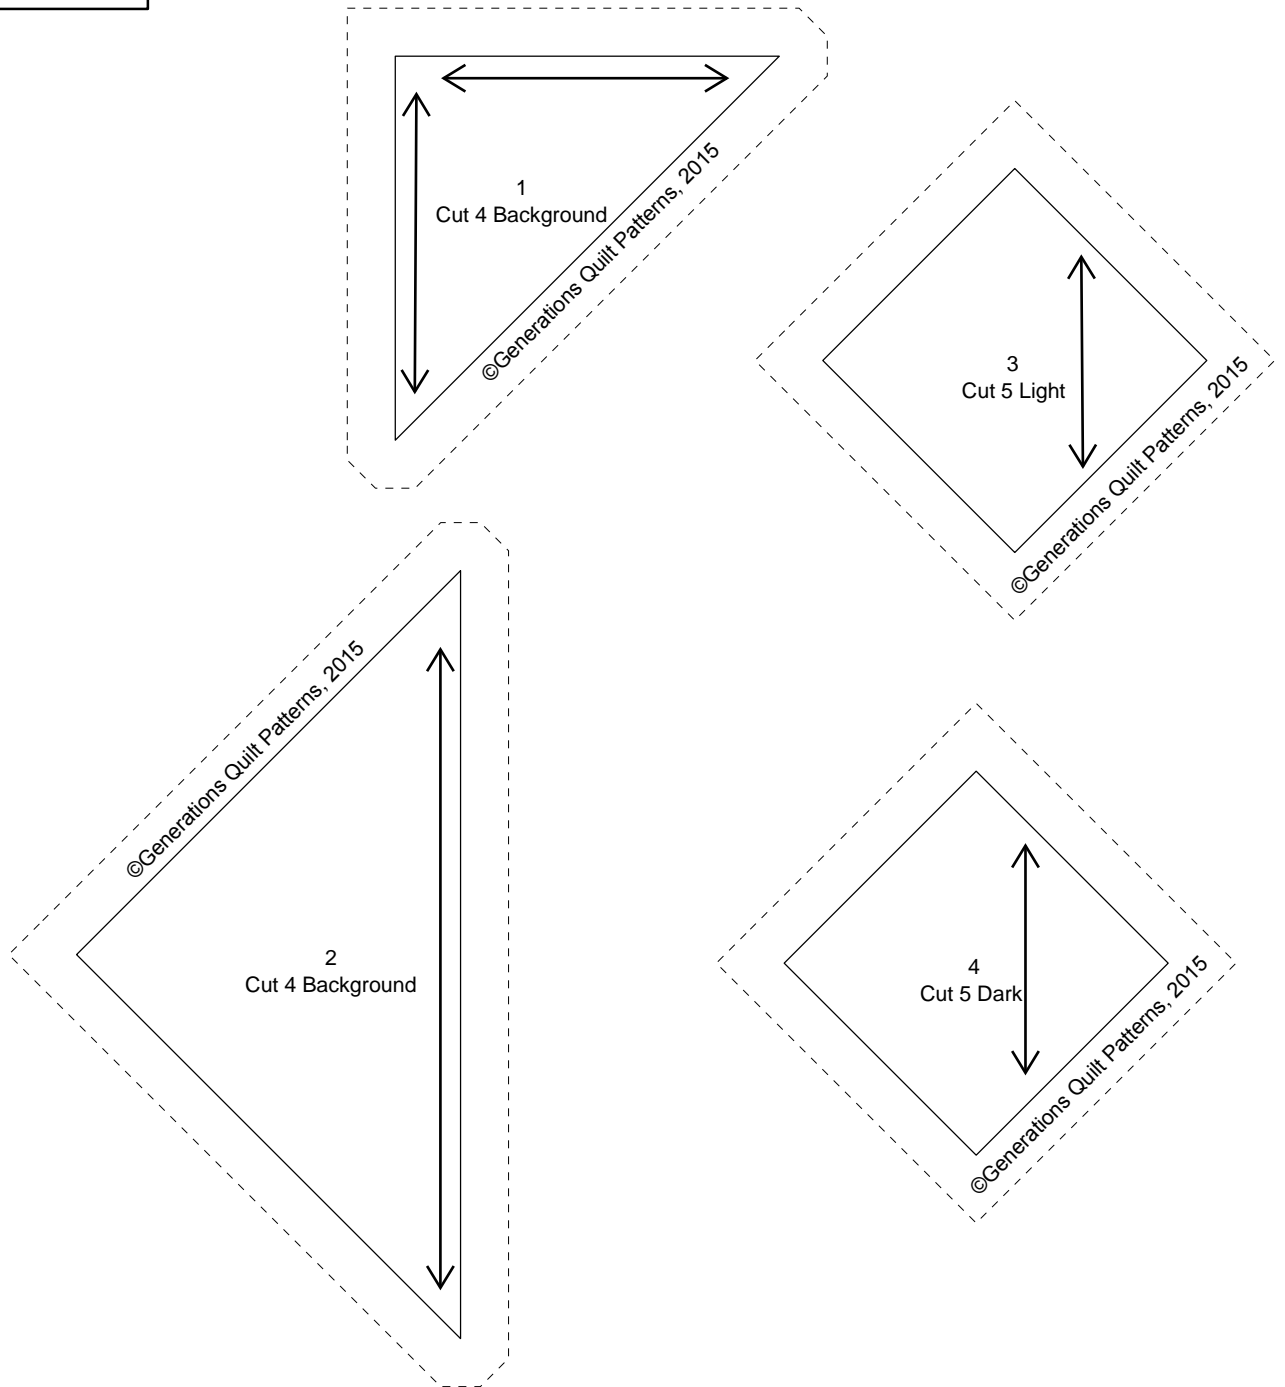 1
Cut 4 Background
©Generations Quilt Patterns, 2015
3
Cut 5 Light
©Generations Quilt Patterns, 2015
©Generations Quilt Patterns, 2015
2
Cut 4 Background
4
Cut 5 Dark
©Generations Quilt Patterns, 2015